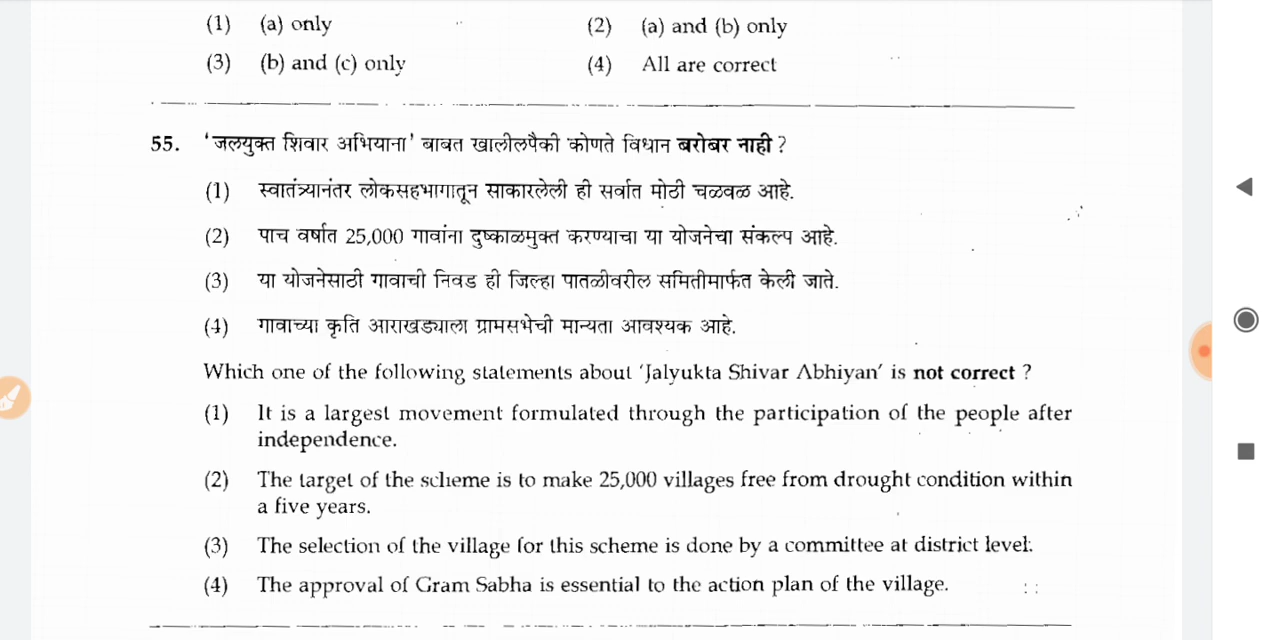 (1) (a) only (2) (a) and (b) only
(3) (b) and (c) only (4) All are correct
55. 'जलयुक्त शिवार अभियाना' बाबत खालीलपैकी कोणते विधान बरोबर नाही ?
(1) स्वातंत्र्यानंतर लोकसहभागातून साकारलेली ही सर्वात मोठी चळवळ आहे.
(2) पाच वर्षात 25,000 गावांना दुष्काळमुक्त करण्याचा या योजनेचा संकल्प आहे.
(3) या योजनेसाठी गावाची निवड ही जिल्हा पातळीवरील समितीमार्फत केली जाते.
(4) गावाच्या कृति आराखड्याला ग्रामसभेची मान्यता आवश्यक आहे.
Which one of the following statements about 'Jalyukta Shivar Abhiyan' is not correct ?
(1) It is a largest movement formulated through the participation of the people after
independence.
(2) The target of the scheme is to make 25,000 villages free from drought condition within
a five years.
(3) The selection of the village for this scheme is done by a committee at district level.
(4) The approval of Gram Sabha is essential to the action plan of the village.